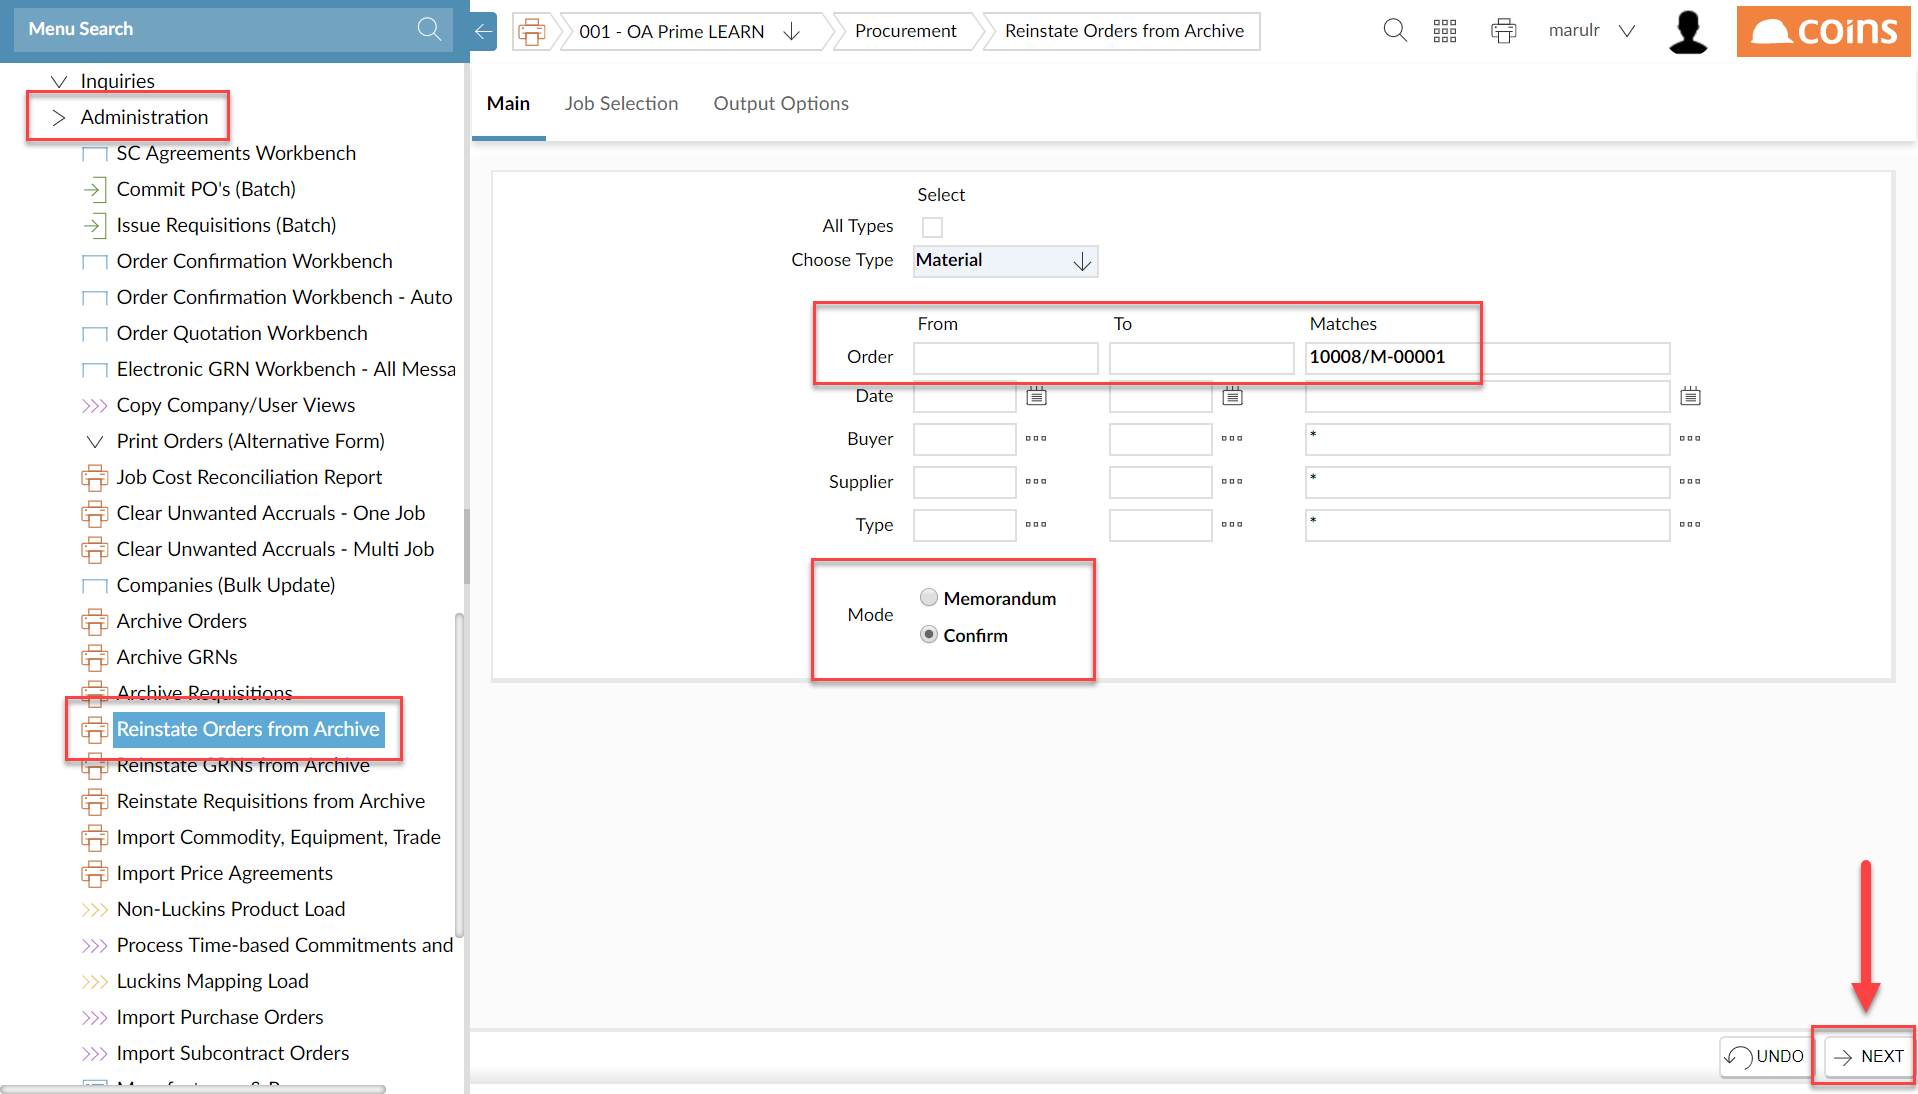 Menu Search
001 - OA Prime LEARN
Procurement
Reinstate Orders from Archive
marulr
coins
Inquiries
Administration
SC Agreements Workbench
Commit PO's (Batch)
Issue Requisitions (Batch)
Order Confirmation Workbench
Order Confirmation Workbench - Auto
Order Quotation Workbench
Electronic GRN Workbench - All Messa
Copy Company/User Views
Print Orders (Alternative Form)
Job Cost Reconciliation Report
Clear Unwanted Accruals - One Job
Clear Unwanted Accruals - Multi Job
Companies (Bulk Update)
Archive Orders
Archive GRNs
Archive Requisitions
Reinstate Orders from Archive
Reinstate GRNs from Archive
Reinstate Requisitions from Archive
Import Commodity, Equipment, Trade
Import Price Agreements
Non-Luckins Product Load
Process Time-based Commitments and
Luckins Mapping Load
Import Purchase Orders
Import Subcontract Orders
Main Job Selection Output Options
Select
All Types
Choose Type Material
From To Matches
Order 10008/M-00001
Date
Buyer *
Supplier *
Type *
Mode
Memorandum
Confirm
UNDO NEXT